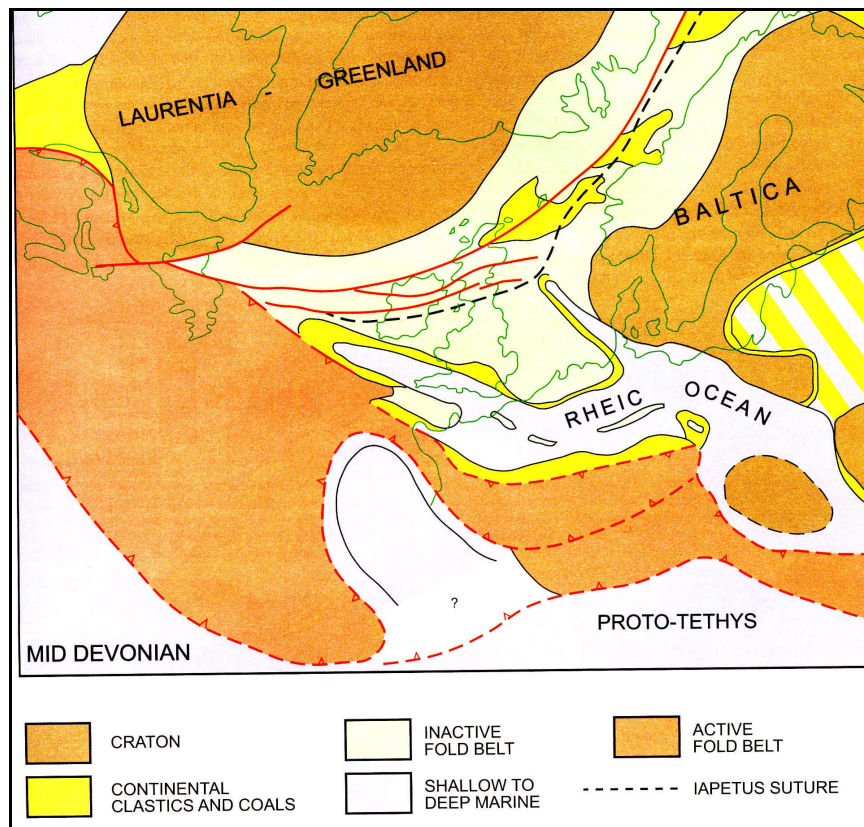 LAURENTIA - GREENLAND
BALTICA
RHEIC OCEAN
?
PROTO-TETHYS
MID DEVONIAN
CRATON
INACTIVE
FOLD BELT
ACTIVE
FOLD BELT
CONTINENTAL
CLASTICS AND COALS
SHALLOW TO
DEEP MARINE
IAPETUS SUTURE